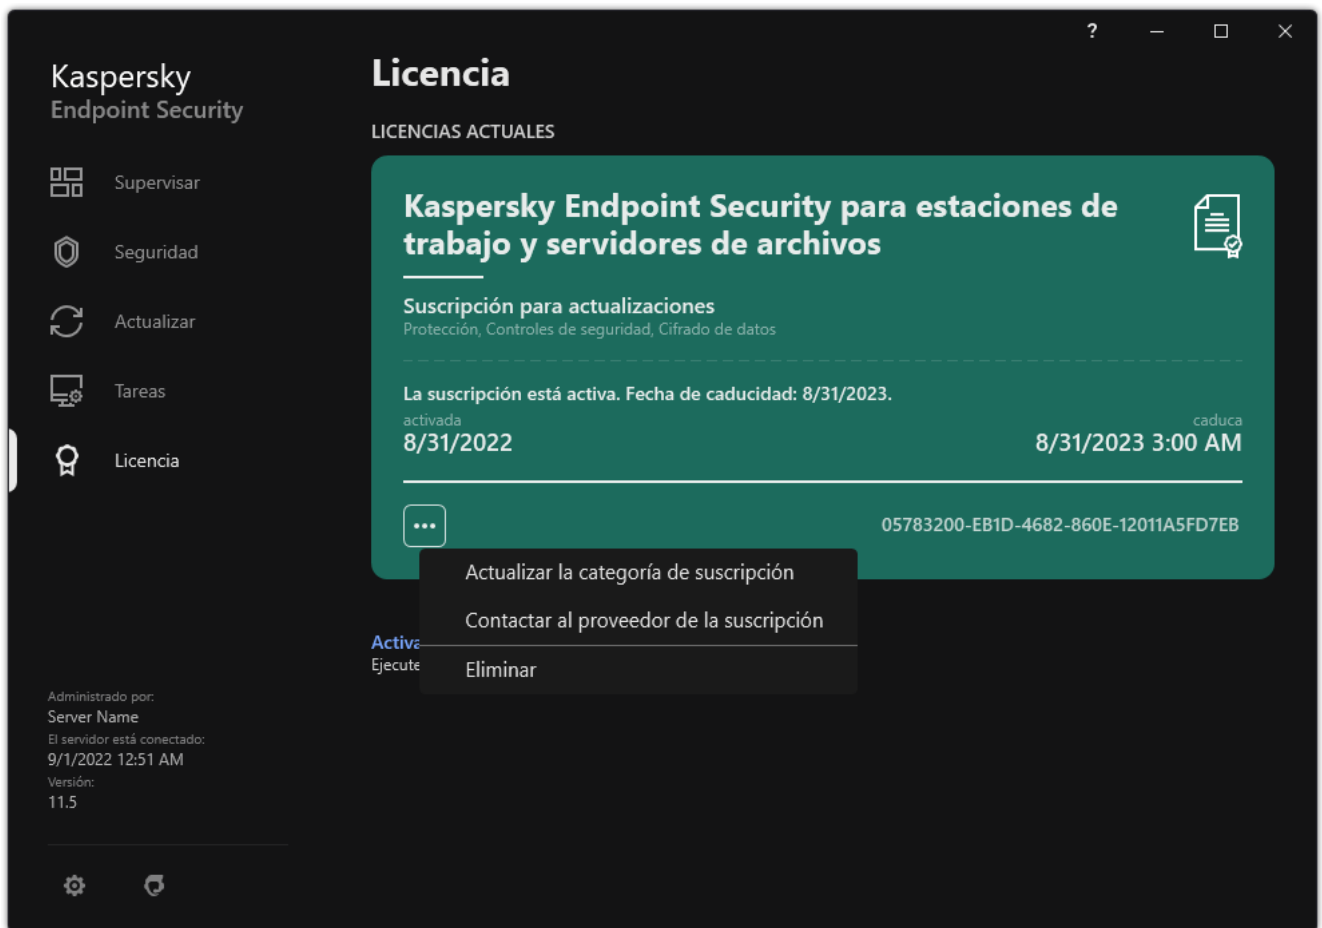 ?
Kaspersky
Endpoint Security
Supervisar
Seguridad
Actualizar
Tareas
Licencia
Administrado por:
Server Name
El servidor está conectado:
9/1/2022 12:51 AM
Versión:
11.5
Licencia
LICENCIAS ACTUALES
Kaspersky Endpoint Security para estaciones de
trabajo y servidores de archivos
Suscripción para actualizaciones
Protección, Controles de seguridad, Cifrado de datos
La suscripción está activa. Fecha de caducidad: 8/31/2023.
activada caduca
8/31/2022 8/31/2023 3:00 AM
05783200-EB1D-4682-860E-12011A5FD7EB
Actualizar la categoría de suscripción
Contactar al proveedor de la suscripción
Eliminar